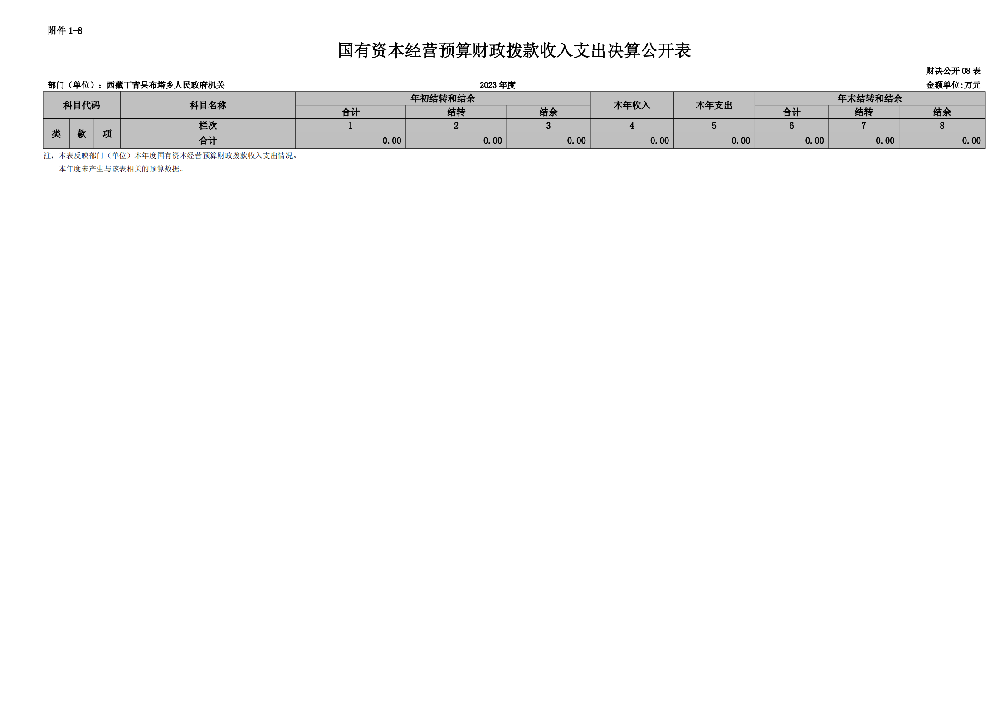 附件 1-8
国有资本经营预算财政拨款收入支出决算公开表
财决公开 08 表
部门（单位）：西藏丁青县布塔乡人民政府机关 2023 年度 金额单位:万元
科目代码 科目名称 年初结转和结余 本年收入 本年支出 年末结转和结余
合计 结转 结余 合计 结转 结余
类 款 项 栏次 1 2 3 4 5 6 7 8
合计 0.00 0.00 0.00 0.00 0.00 0.00 0.00 0.00
注：本表反映部门（单位）本年度国有资本经营预算财政拨款收入支出情况。
本年度未产生与该表相关的预算数据。